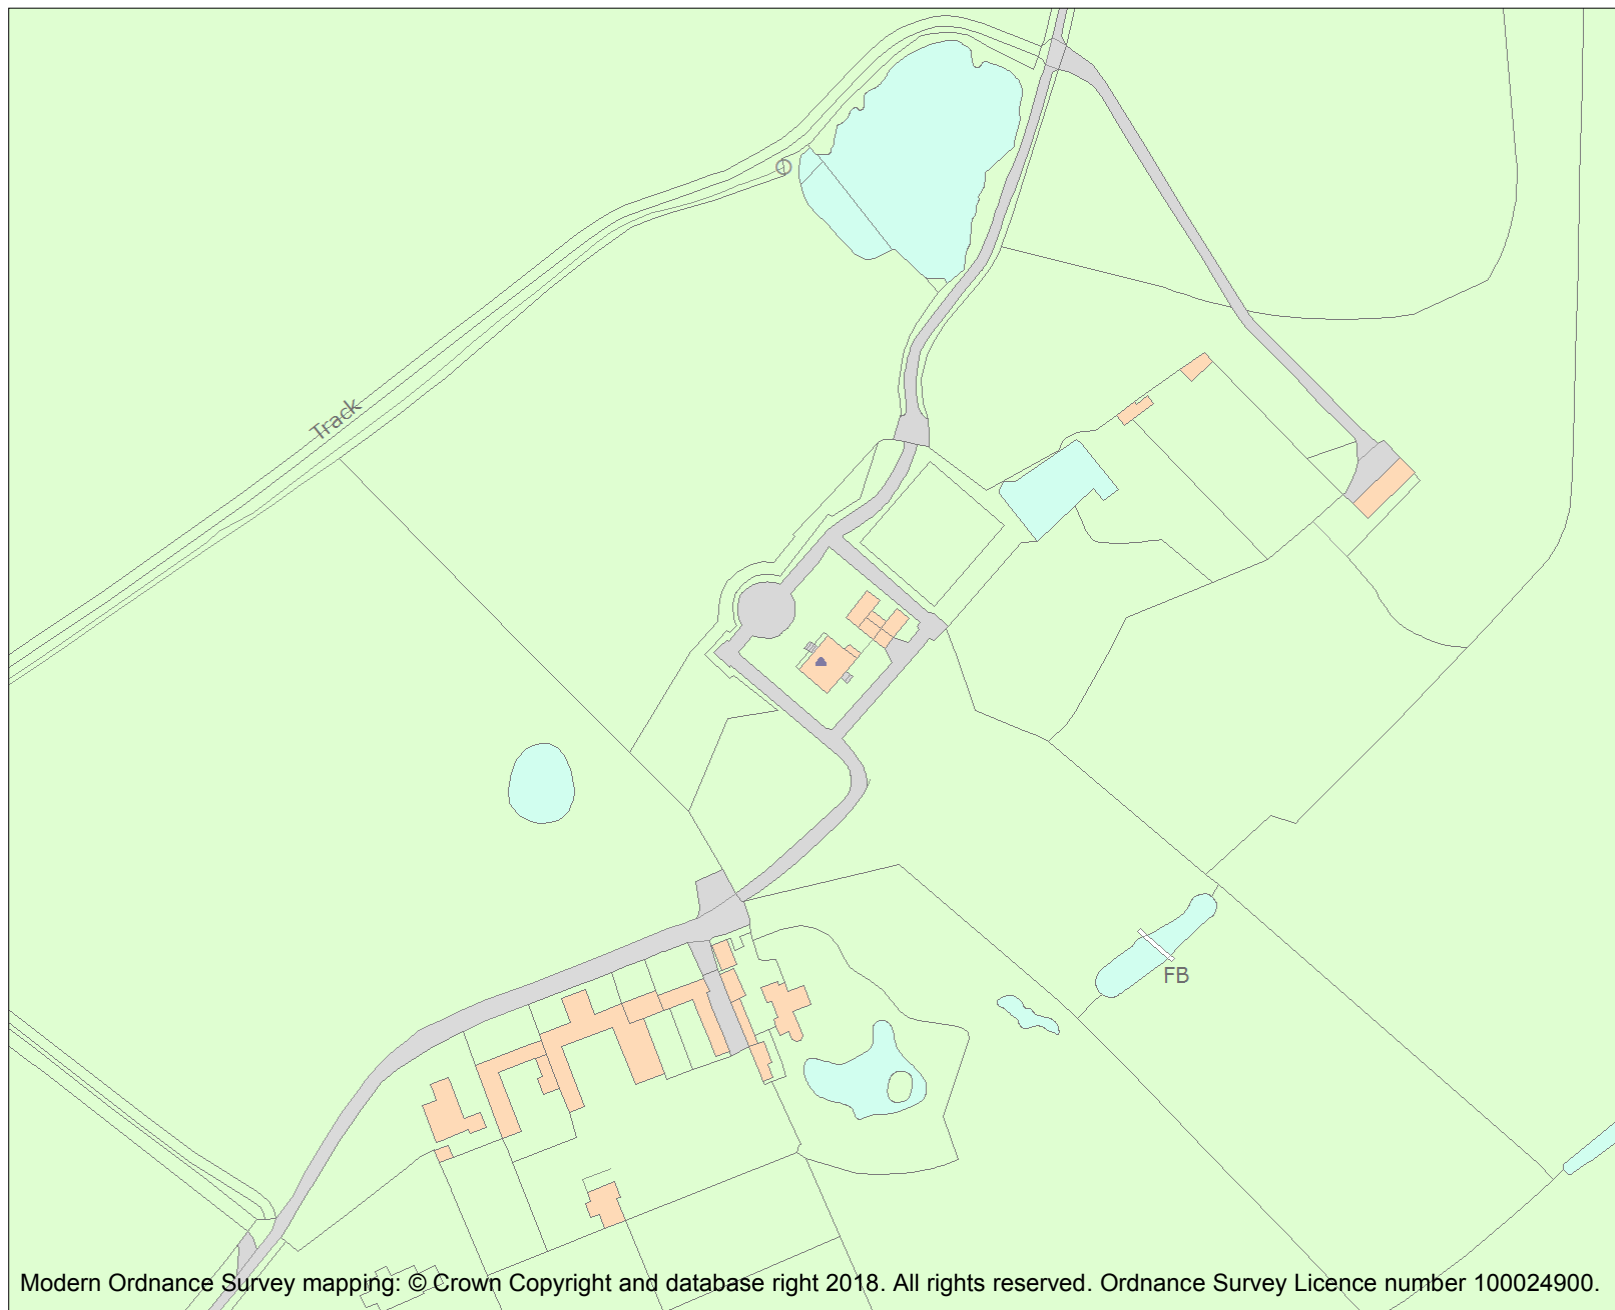 Track
FB
Modern Ordnance Survey mapping: © Crown Copyright and database right 2018. All rights reserved. Ordnance Survey Licence number 100024900.